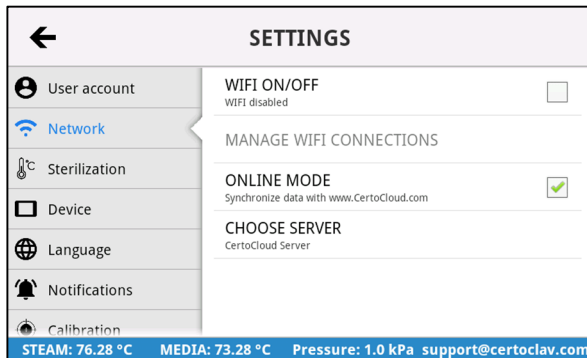 SETTINGS
User account
Network
°C Sterilization
Device
Language
Notifications
Calibration
WIFI ON/OFF
WIFI disabled
MANAGE WIFI CONNECTIONS
ONLINE MODE
Synchronize data with www.CertoCloud.com
CHOOSE SERVER
CertoCloud Server
STEAM: 76.28 °C MEDIA: 73.28 °C Pressure: 1.0 kPa support@certoclav.com